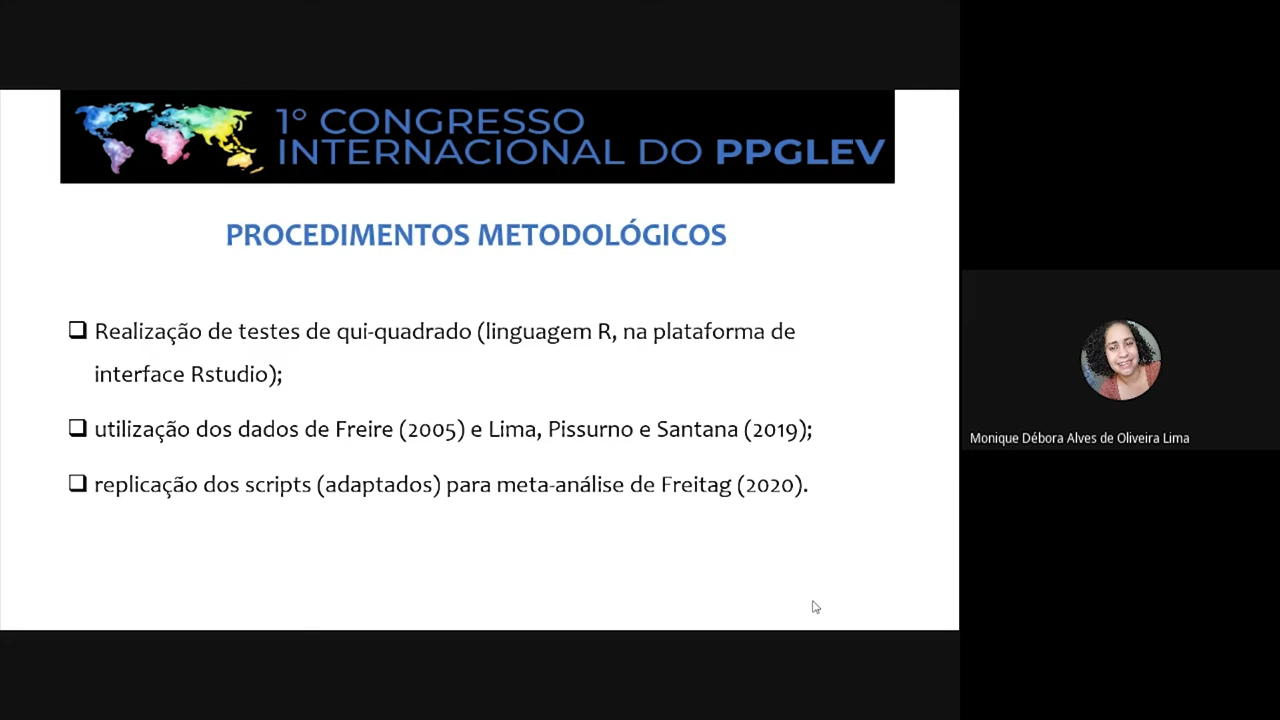 1° CONGRESSO
INTERNACIONAL DO PPGLEV
PROCEDIMENTOS METODOLÓGICOS
Realização de testes de qui-quadrado (linguagem R, na plataforma de
interface Rstudio);
utilização dos dados de Freire (2005) e Lima, Pissurno e Santana (2019);
replicação dos scripts (adaptados) para meta-análise de Freitag (2020).
Monique Débora Alves de Oliveira Lima